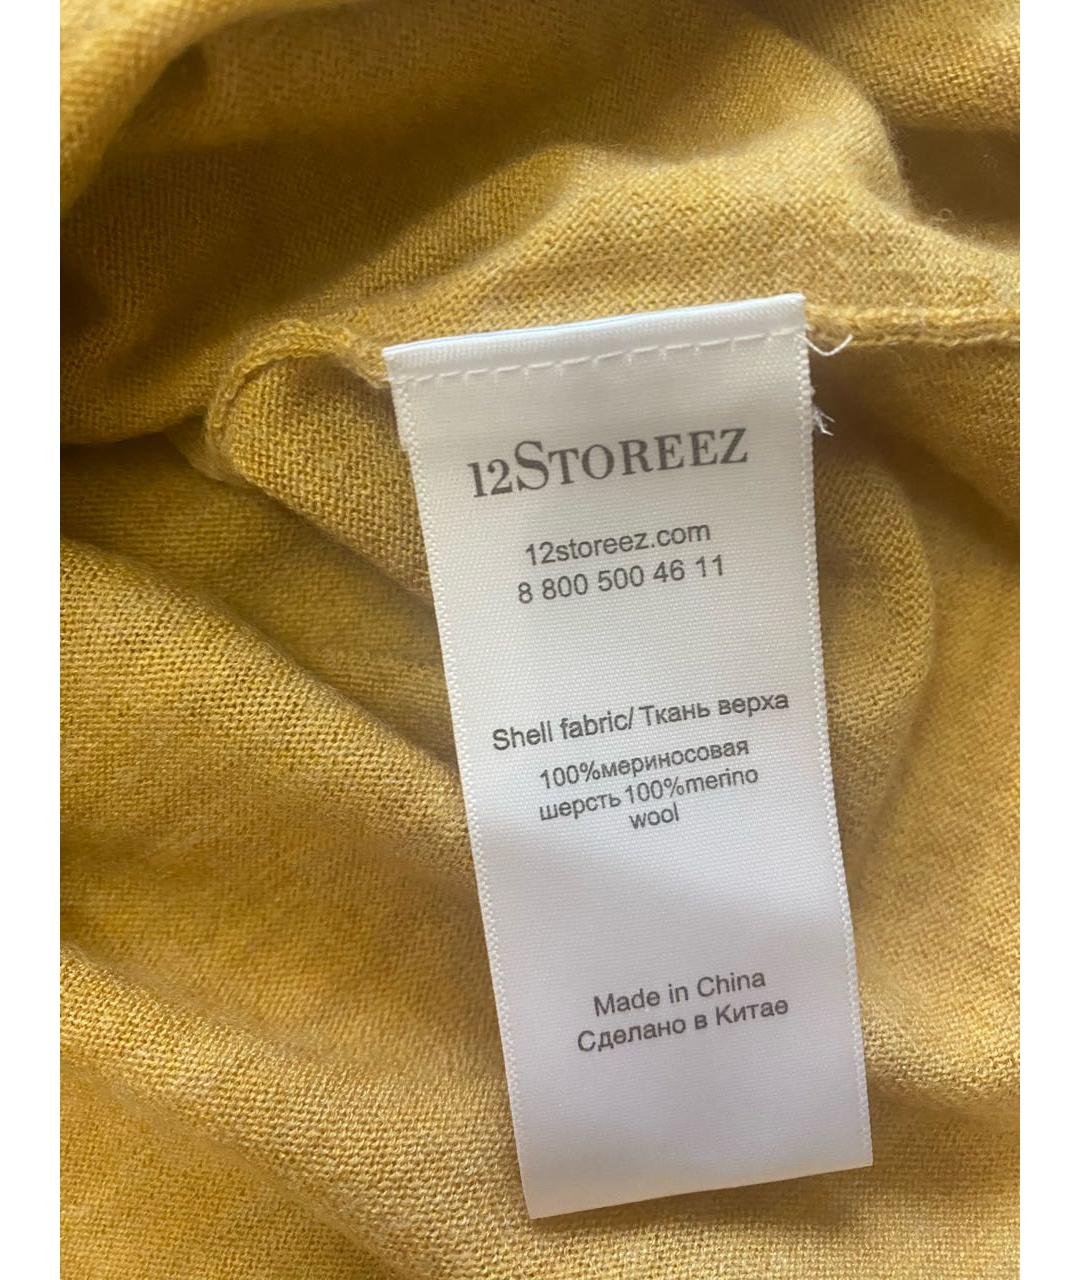 12STOREEZ
12storeez.com
8 800 500 46 11
Shell fabric/ Ткань верха
100%мериносовая
шерсть 100%merino
wool
Made in China
Сделано в Китае